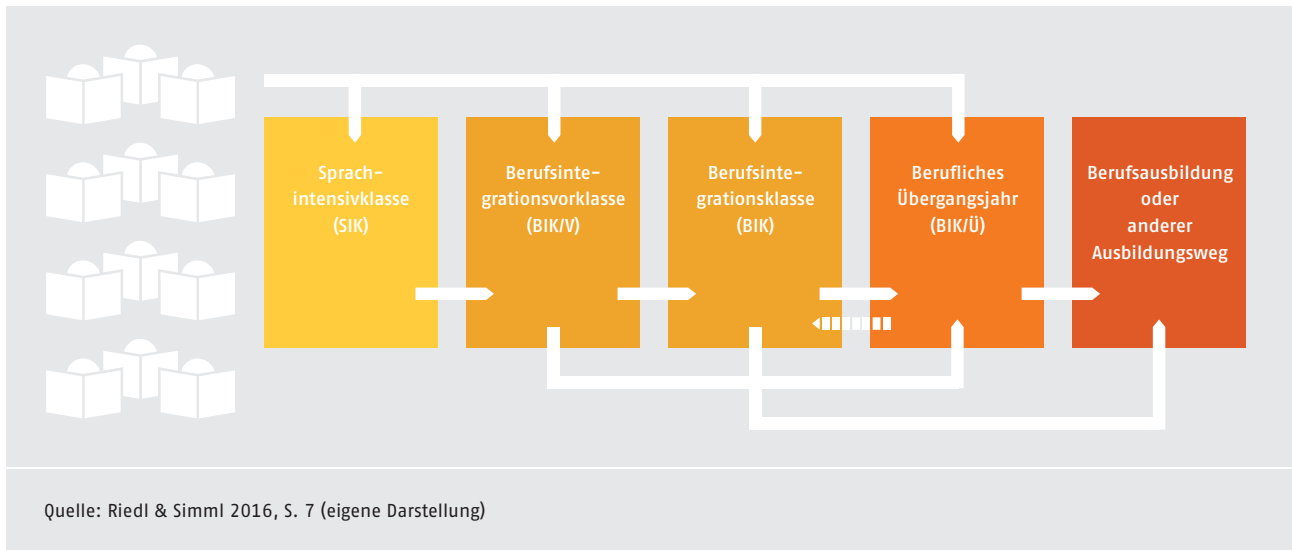 Sprach-
intensivklasse
(SIK)
Berufsinte-
grationsvorklasse
(BIK/V)
Berufsinte-
grationsklasse
(BIK)
Berufliches
Übergangsjahr
(BIK/Ü)
Berufsausbildung
oder
anderer
Ausbildungsweg
Quelle: Riedl & Simml 2016, S. 7 (eigene Darstellung)